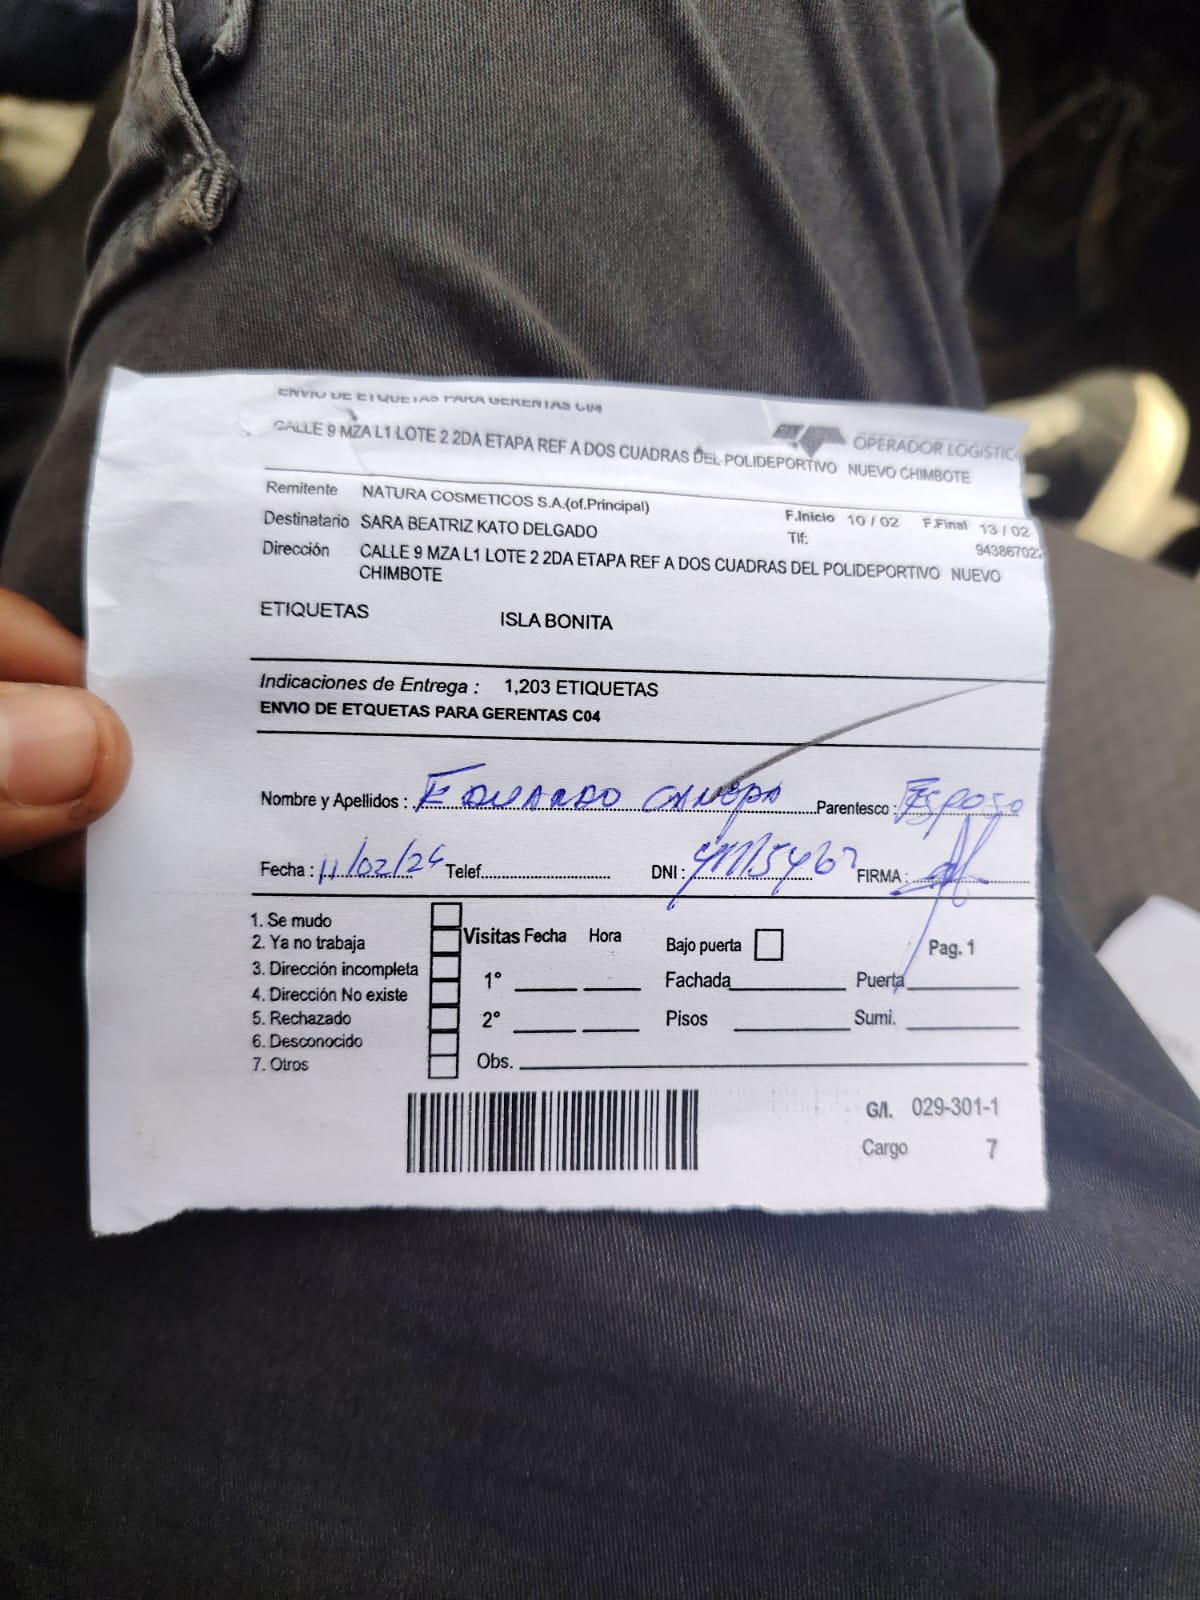 ENVIO DE ETIQUETAS PARA GERENTAS C04
OPERADOR LOGISTICO
CALLE 9 MZA L1 LOTE 2 2DA ETAPA REF A DOS CUADRAS DEL POLIDEPORTIVO NUEVO CHIMBOTE
Remitente NATURA COSMETICOS S.A.(of.Principal) F.Inicio 10 / 02 F.Final 13 / 02
Destinatario SARA BEATRIZ KATO DELGADO Tlf: 943867022
Dirección CALLE 9 MZA L1 LOTE 2 2DA ETAPA REF A DOS CUADRAS DEL POLIDEPORTIVO NUEVO
CHIMBOTE
ETIQUETAS ISLA BONITA
Indicaciones de Entrega : 1,203 ETIQUETAS
ENVIO DE ETQUETAS PARA GERENTAS C04
Nombre y Apellidos : EDUARDO CANEPA Parentesco : Esposo
Fecha : 11/02/26 Telef. DNI : FIRMA :
1. Se mudo
2. Ya no trabaja
3. Dirección incompleta
4. Dirección No existe
5. Rechazado
6. Desconocido
7. Otros
Visitas Fecha Hora
1°
2°
Obs.
Bajo puerta Pag. 1
Fachada Puerta
Pisos Sumi.
G/I. 029-301-1
Cargo 7